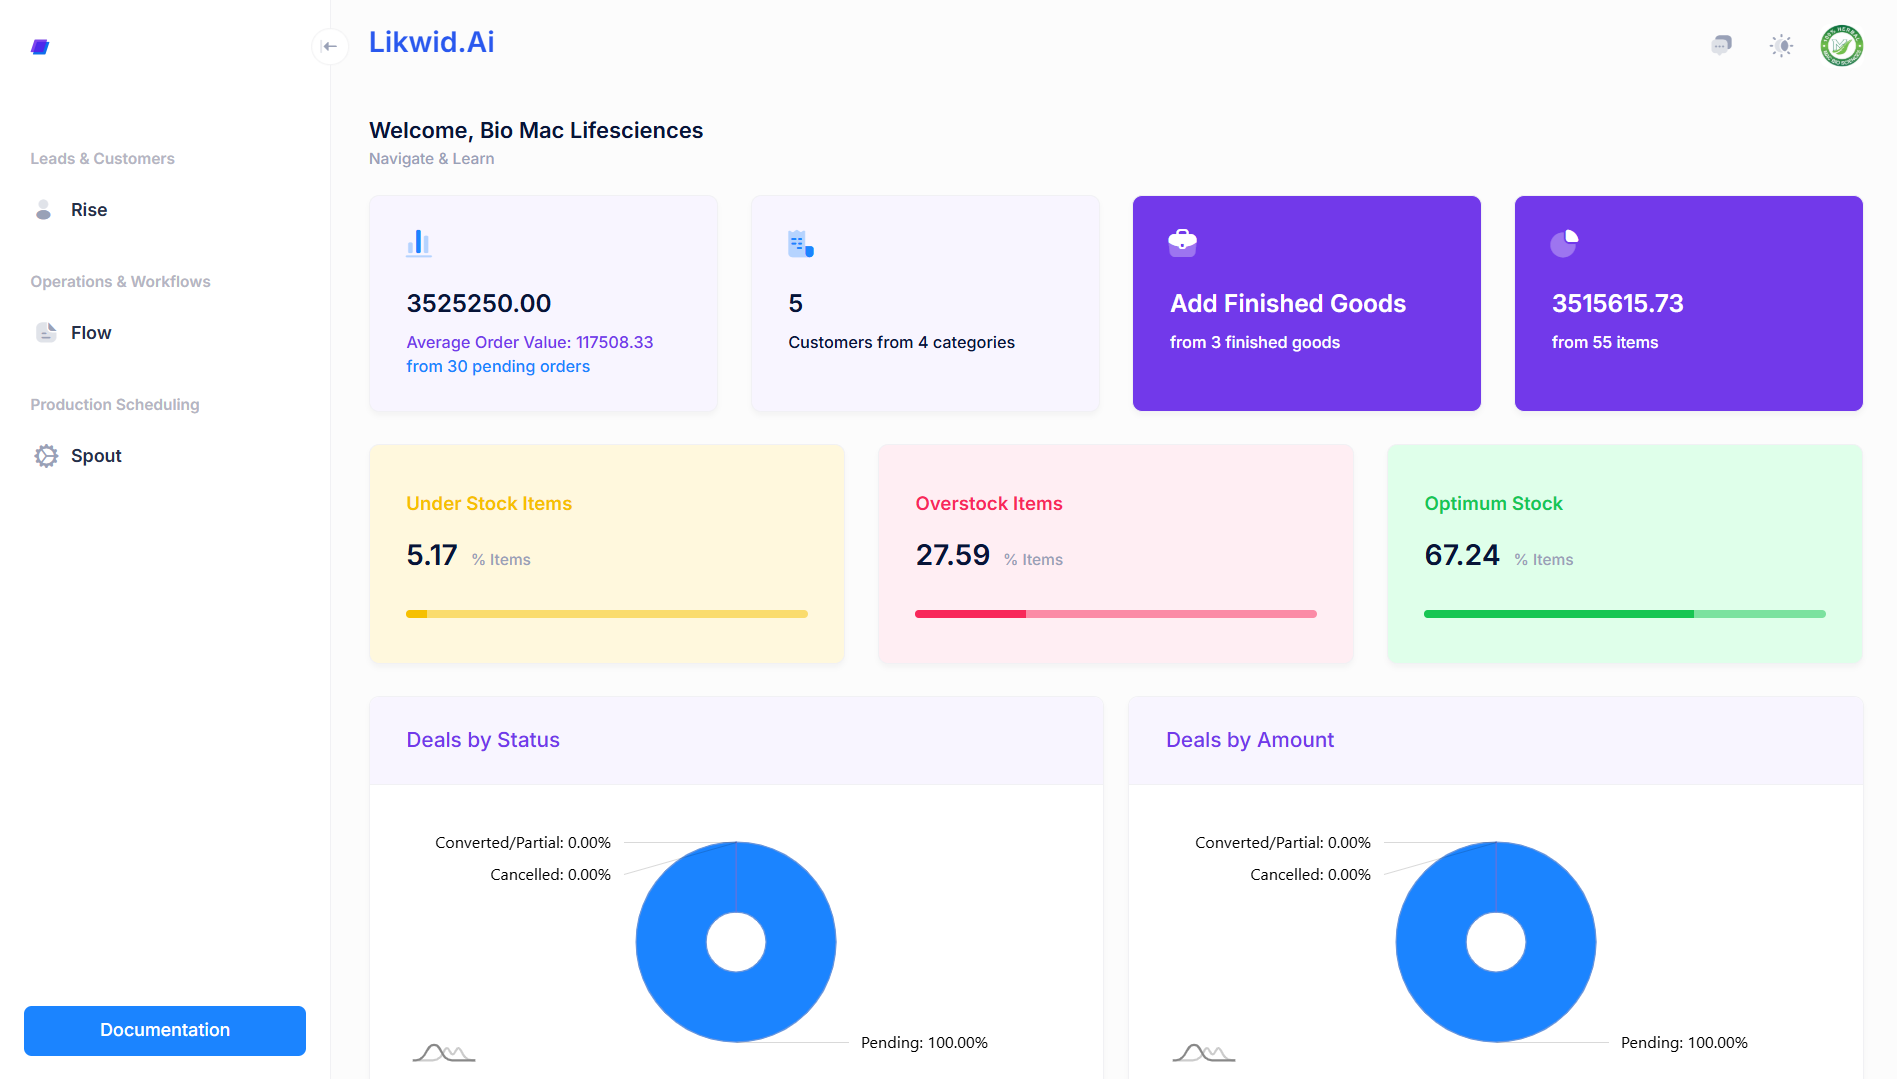 Likwid.Ai
Leads & Customers
Rise
Operations & Workflows
Flow
Production Scheduling
Spout
Documentation
Welcome, Bio Mac Lifesciences
Navigate & Learn
3525250.00
Average Order Value: 117508.33
from 30 pending orders
5
Customers from 4 categories
Add Finished Goods
from 3 finished goods
3515615.73
from 55 items
Under Stock Items
5.17 % Items
Overstock Items
27.59 % Items
Optimum Stock
67.24 % Items
Deals by Status
Converted/Partial: 0.00%
Cancelled: 0.00%
Pending: 100.00%
Deals by Amount
Converted/Partial: 0.00%
Cancelled: 0.00%
Pending: 100.00%